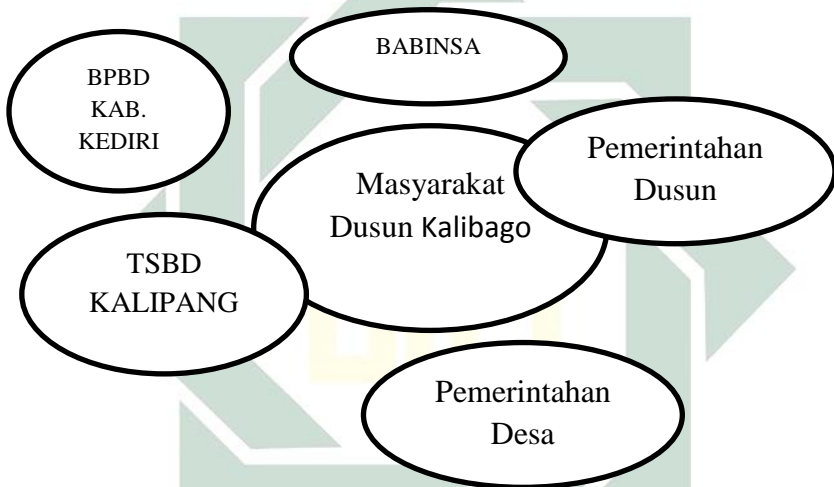 BABINSA
BPBD
KAB.
KEDIRI
Pemerintahan
Dusun
Masyarakat
Dusun Kalibago
TSBD
KALIPANG
Pemerintahan
Desa